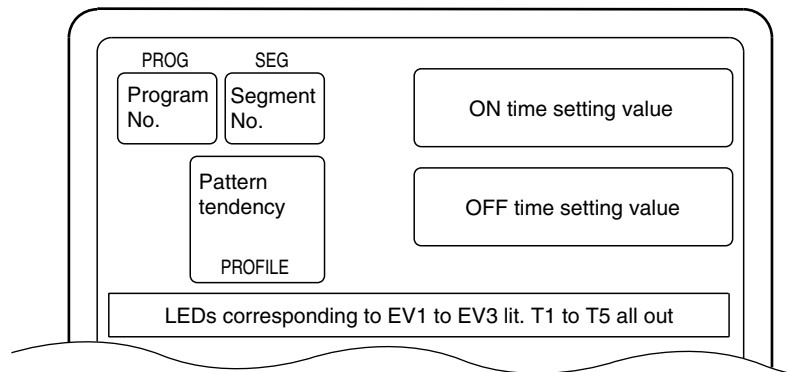 PROG SEG
Program
No.
Segment
No.
ON time setting value
Pattern
tendency
PROFILE
OFF time setting value
LEDs corresponding to EV1 to EV3 lit. T1 to T5 all out